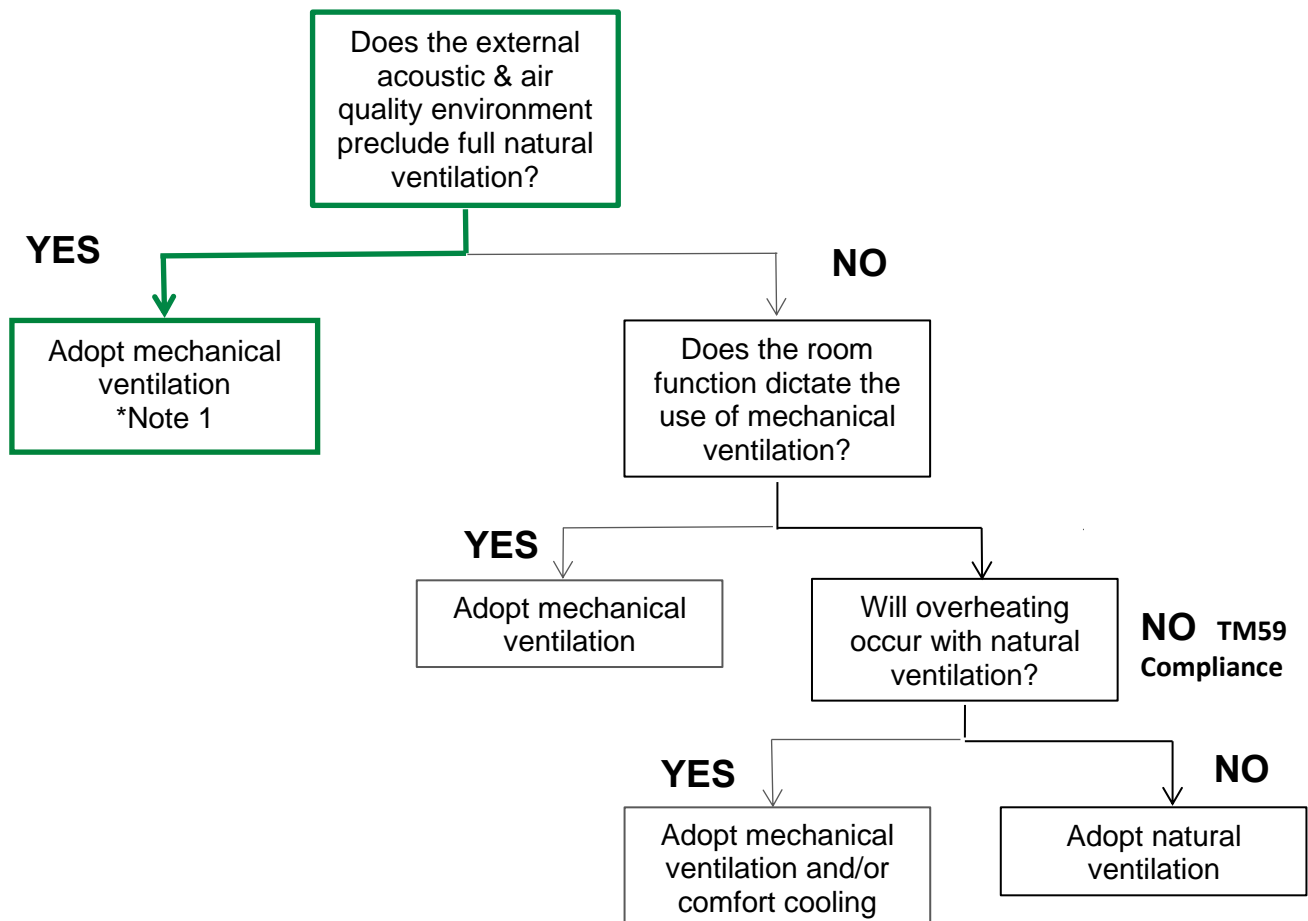 Does the external
acoustic & air
quality environment
preclude full natural
ventilation?
YES
NO
Adopt mechanical
ventilation
*Note 1
Does the room
function dictate the
use of mechanical
ventilation?
YES
Adopt mechanical
ventilation
Will overheating
occur with natural
ventilation?
NO TM59
Compliance
YES
NO
Adopt mechanical
ventilation and/or
comfort cooling
Adopt natural
ventilation